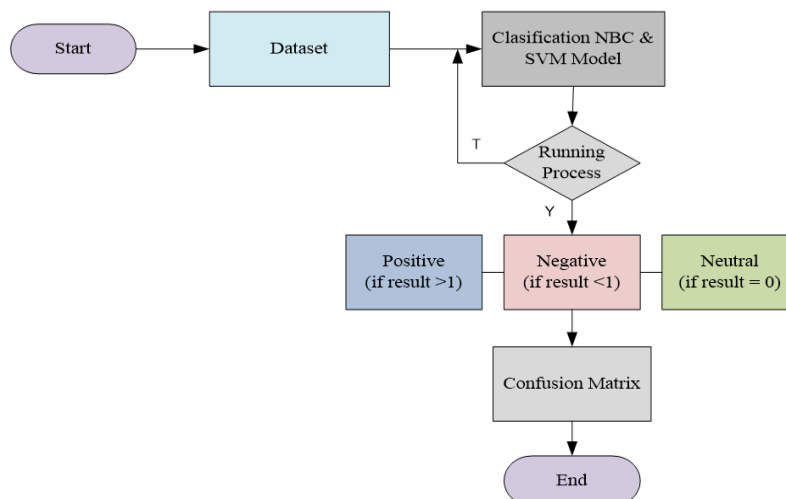 Start
Dataset
Clasification NBC &
SVM Model
T
Running
Process
Y
Positive
(if result >1)
Negative
(if result <1)
Neutral
(if result = 0)
Confusion Matrix
End